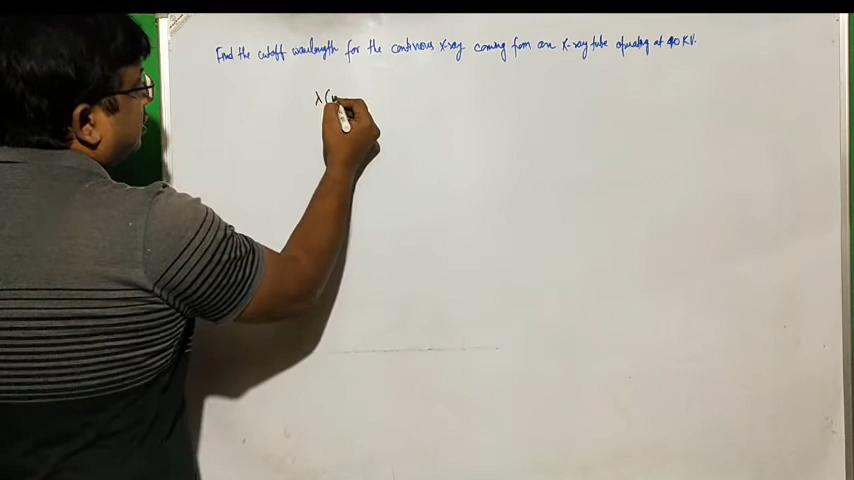 Find the cutoff wavelength for the continuous X-ray coming from an X-ray tube operating at 40 KV.
λ (